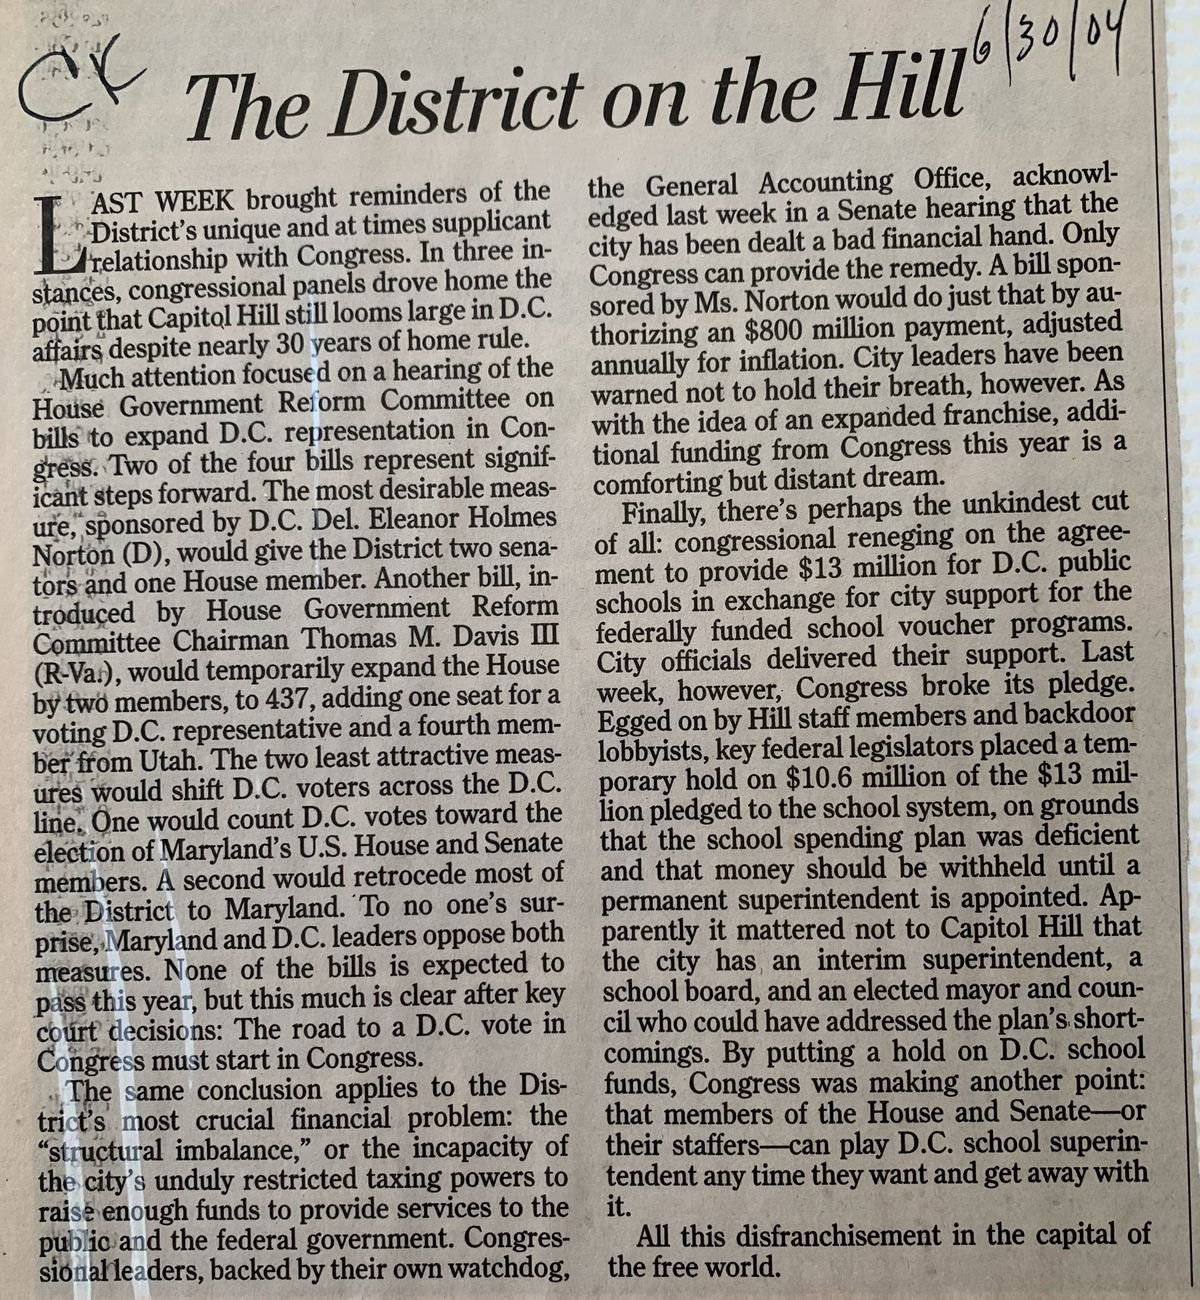 CK
6/30/04
The District on the Hill
LAST WEEK brought reminders of the
District's unique and at times supplicant
relationship with Congress. In three in-
stances, congressional panels drove home the
point that Capitol Hill still looms large in D.C.
affairs despite nearly 30 years of home rule.
Much attention focused on a hearing of the
House Government Reform Committee on
bills to expand D.C. representation in Con-
gress. Two of the four bills represent signif-
icant steps forward. The most desirable meas-
ure, sponsored by D.C. Del. Eleanor Holmes
Norton (D), would give the District two sena-
tors and one House member. Another bill, in-
troduced by House Government Reform
Committee Chairman Thomas M. Davis III
(R-Va.), would temporarily expand the House
by two members, to 437, adding one seat for a
voting D.C. representative and a fourth mem-
ber from Utah. The two least attractive meas-
ures would shift D.C. voters across the D.C.
line. One would count D.C. votes toward the
election of Maryland's U.S. House and Senate
members. A second would retrocede most of
the District to Maryland. To no one's sur-
prise, Maryland and D.C. leaders oppose both
measures. None of the bills is expected to
pass this year, but this much is clear after key
court decisions: The road to a D.C. vote in
Congress must start in Congress.
The same conclusion applies to the Dis-
trict's most crucial financial problem: the
"structural imbalance," or the incapacity of
the city's unduly restricted taxing powers to
raise enough funds to provide services to the
public and the federal government. Congres-
sional leaders, backed by their own watchdog,
the General Accounting Office, acknowl-
edged last week in a Senate hearing that the
city has been dealt a bad financial hand. Only
Congress can provide the remedy. A bill spon-
sored by Ms. Norton would do just that by au-
thorizing an $800 million payment, adjusted
annually for inflation. City leaders have been
warned not to hold their breath, however. As
with the idea of an expanded franchise, addi-
tional funding from Congress this year is a
comforting but distant dream.
Finally, there's perhaps the unkindest cut
of all: congressional reneging on the agree-
ment to provide $13 million for D.C. public
schools in exchange for city support for the
federally funded school voucher programs.
City officials delivered their support. Last
week, however, Congress broke its pledge.
Egged on by Hill staff members and backdoor
lobbyists, key federal legislators placed a tem-
porary hold on $10.6 million of the $13 mil-
lion pledged to the school system, on grounds
that the school spending plan was deficient
and that money should be withheld until a
permanent superintendent is appointed. Ap-
parently it mattered not to Capitol Hill that
the city has an interim superintendent, a
school board, and an elected mayor and coun-
cil who could have addressed the plan's short-
comings. By putting a hold on D.C. school
funds, Congress was making another point:
that members of the House and Senate—or
their staffers—can play D.C. school superin-
tendent any time they want and get away with
it.
All this disfranchisement in the capital of
the free world.